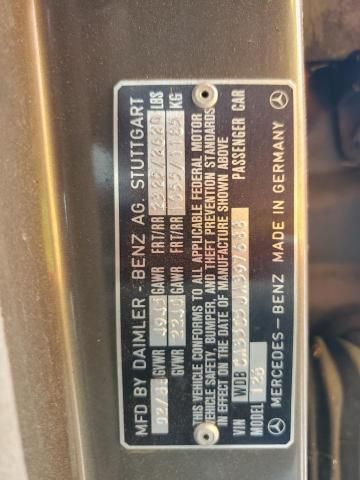 MFD BY DAIMLER-BENZ AG. STUTTGART
GVWR GAWR FRT/RR LBS
GVWR GAWR FRT/RR KG
THIS VEHICLE CONFORMS TO ALL APPLICABLE FEDERAL MOTOR
VEHICLE SAFETY, BUMPER, AND THEFT PREVENTION STANDARDS
IN EFFECT ON THE DATE OF MANUFACTURE SHOWN ABOVE
VIN WDB PASSENGER CAR
MODEL 126
MERCEDES-BENZ MADE IN GERMANY